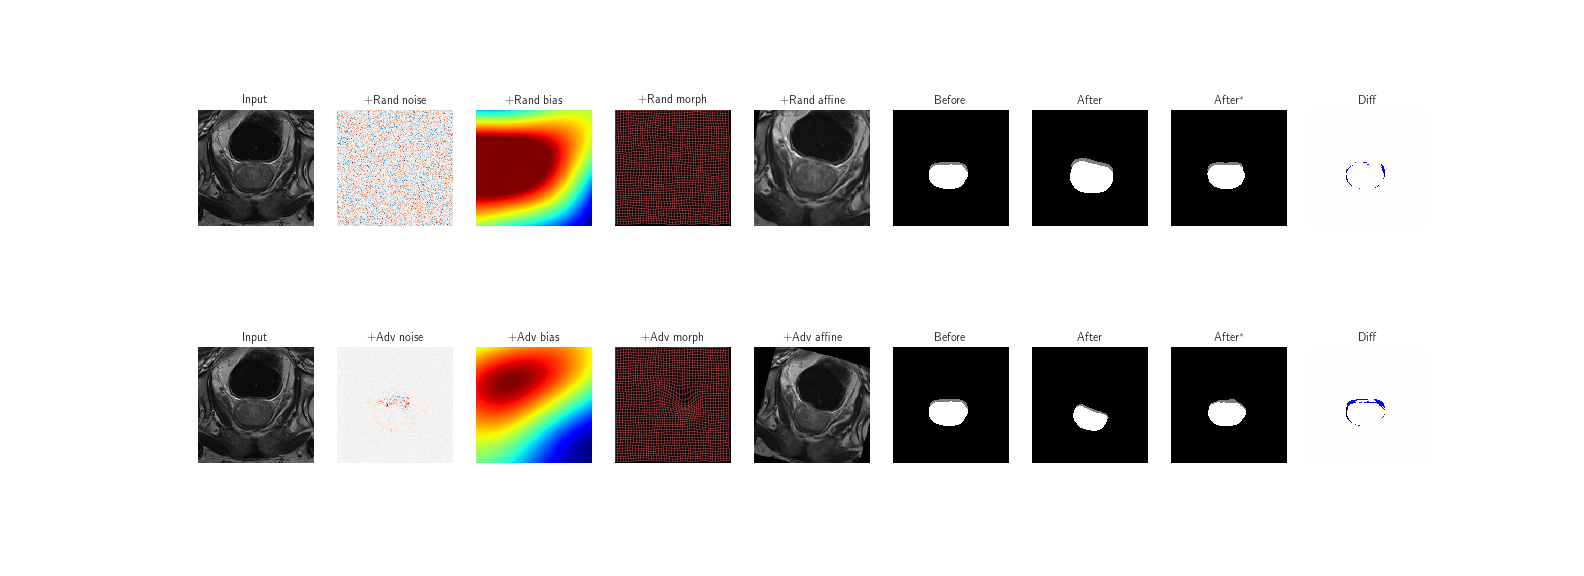 Input +Rand noise +Rand bias +Rand morph +Rand affine Before After After* Diff
Input +Adv noise +Adv bias +Adv morph +Adv affine Before After After* Diff